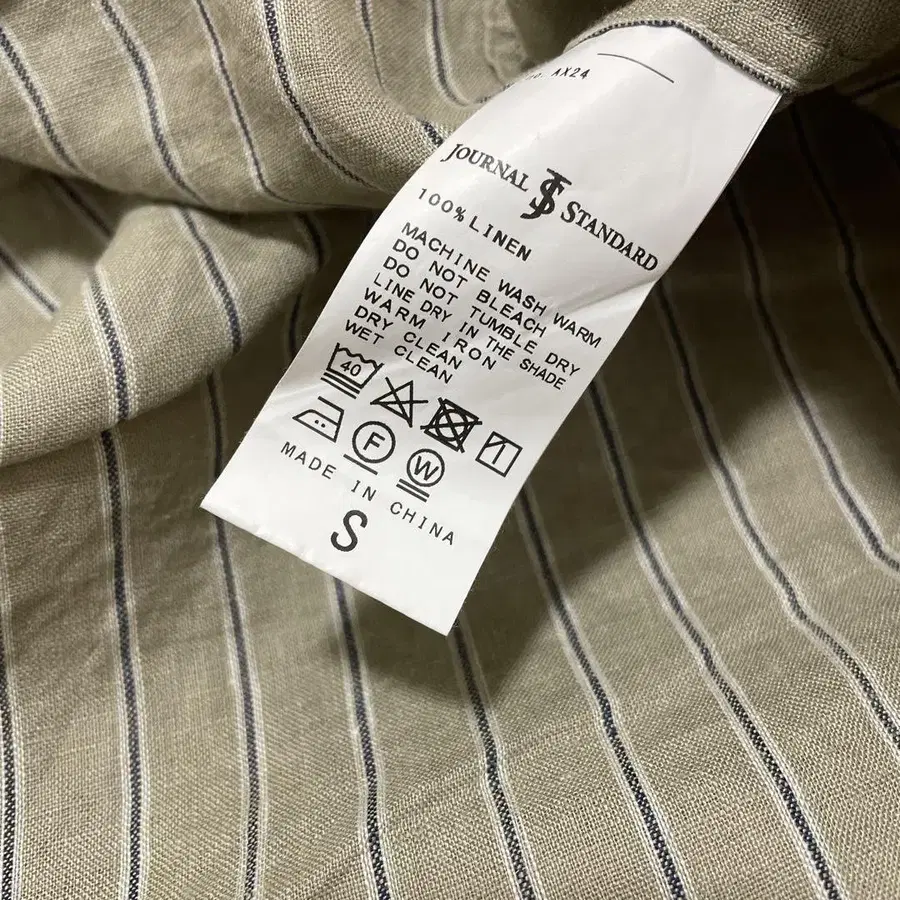 AX24
JOURNAL JS STANDARD
100% LINEN
MACHINE WASH WARM
DO NOT BLEACH
DO NOT TUMBLE DRY
LINE DRY IN THE SHADE
WARM IRON
DRY CLEAN
WET CLEAN
40
F W
MADE IN CHINA
S